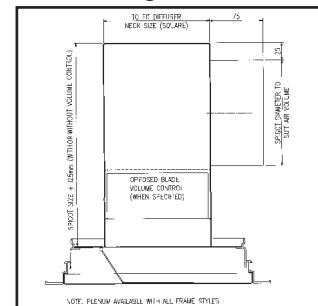 TO FIT DIFFUSER
NECK SIZE (SQUARE)
75
25
SPIGOT DIAMETER TO
SUIT AIR VOLUME
SPIGOT SIZE + 125mm (WITH OR WITHOUT VOLUME CONTROL)
OPPOSED BLADE
VOLUME CONTROL
(WHEN SPECIFIED)
NOTE: PLENUM AVAILABLE WITH ALL FRAME STYLES